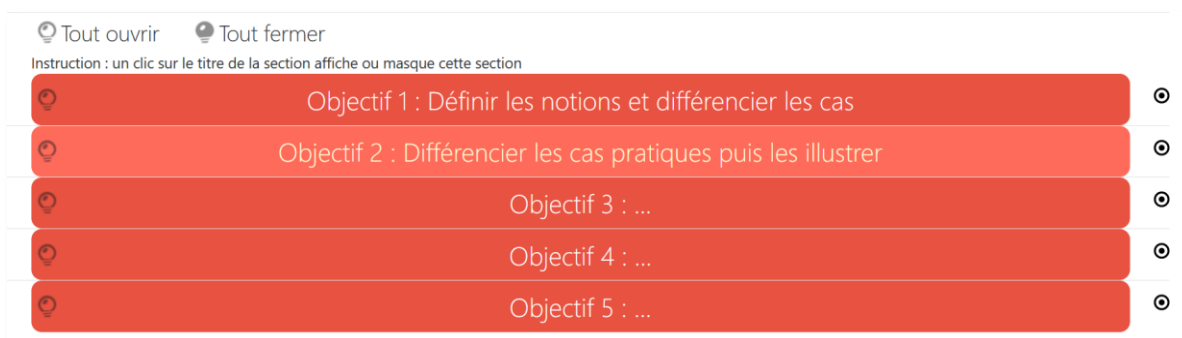 Tout ouvrir Tout fermer
Instruction : un clic sur le titre de la section affiche ou masque cette section
Objectif 1 : Définir les notions et différencier les cas
Objectif 2 : Différencier les cas pratiques puis les illustrer
Objectif 3 : ...
Objectif 4 : ...
Objectif 5 : ...